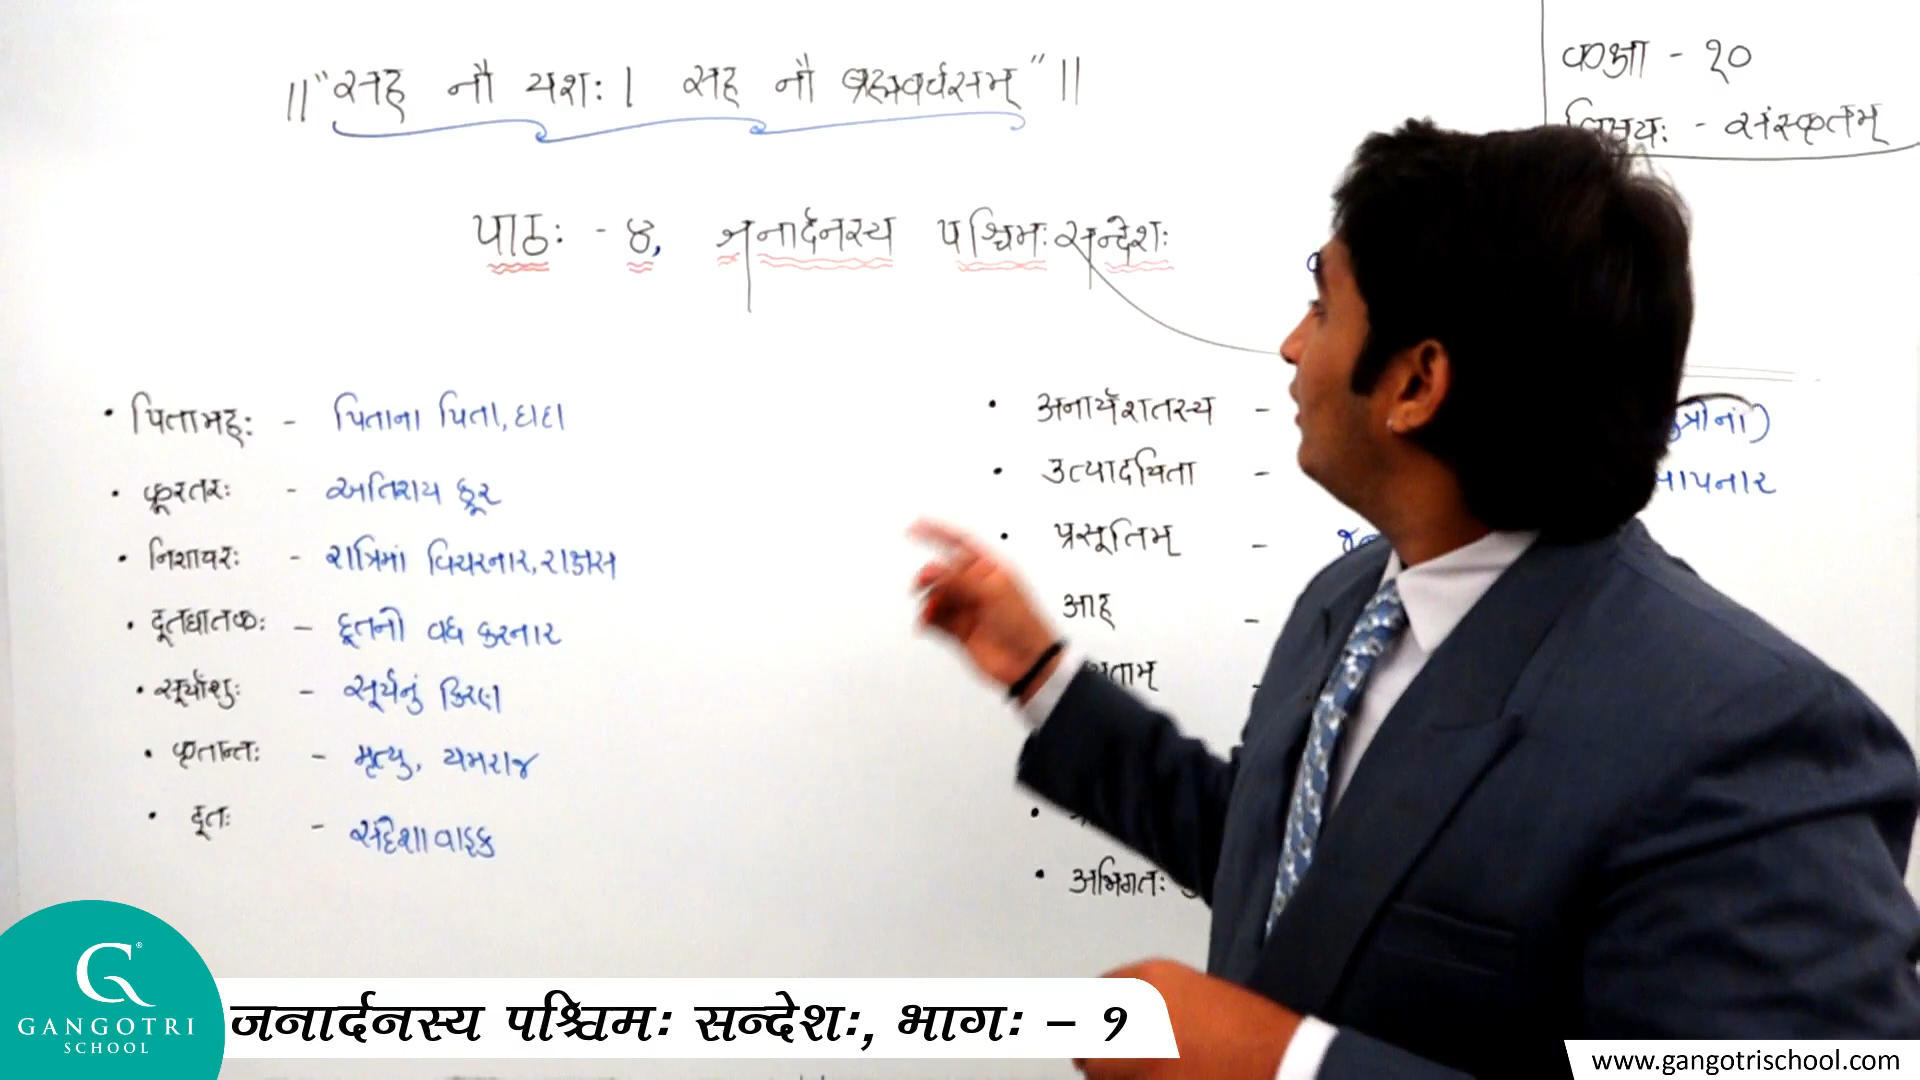 ॥ "सह नौ यशः । सह नौ ब्रह्मवर्चसम्" ॥
कक्षा - १०
विषयः - संस्कृतम्
पाठः - ४, जनार्दनस्य पश्चिमः सन्देशः
• पितामहः - પિતાના પિતા, દાદા
• क्रूरतरः - અતિશય ક્રૂર
• निशाचरः - રાત્રિમાં વિચરનાર, રાક્ષસ
• दूतघातकः - દૂતનો વધ કરનાર
• सूर्यांशुः - સૂર્યનું કિરણ
• कृतान्तः - મૃત્યુ, યમરાજ
• दूतः - સંદેશાવાહક
• अनार्यशतस्य -
• उत्पादयिता -
• प्रसूतिम् -
आह -
• अभिगतः
GANGOTRI
SCHOOL
जनार्दनस्य पश्चिमः सन्देशः, भागः – १
www.gangotrischool.com